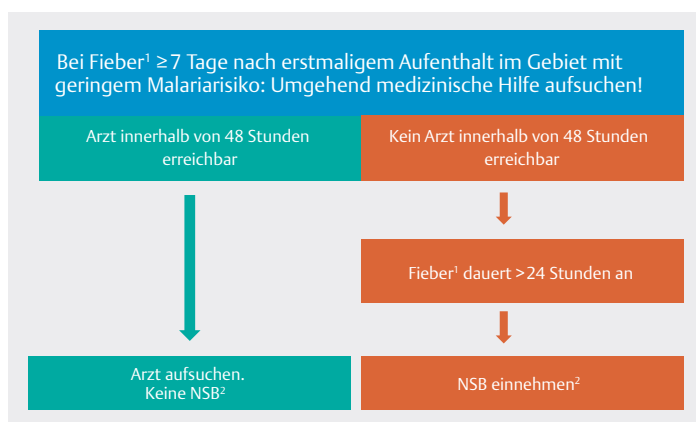 Bei Fieber¹ ≥ 7 Tage nach erstmaligem Aufenthalt im Gebiet mit
geringem Malariarisiko: Umgehend medizinische Hilfe aufsuchen!
Arzt innerhalb von 48 Stunden
erreichbar
Kein Arzt innerhalb von 48 Stunden
erreichbar
Fieber¹ dauert >24 Stunden an
Arzt aufsuchen.
Keine NSB²
NSB einnehmen²